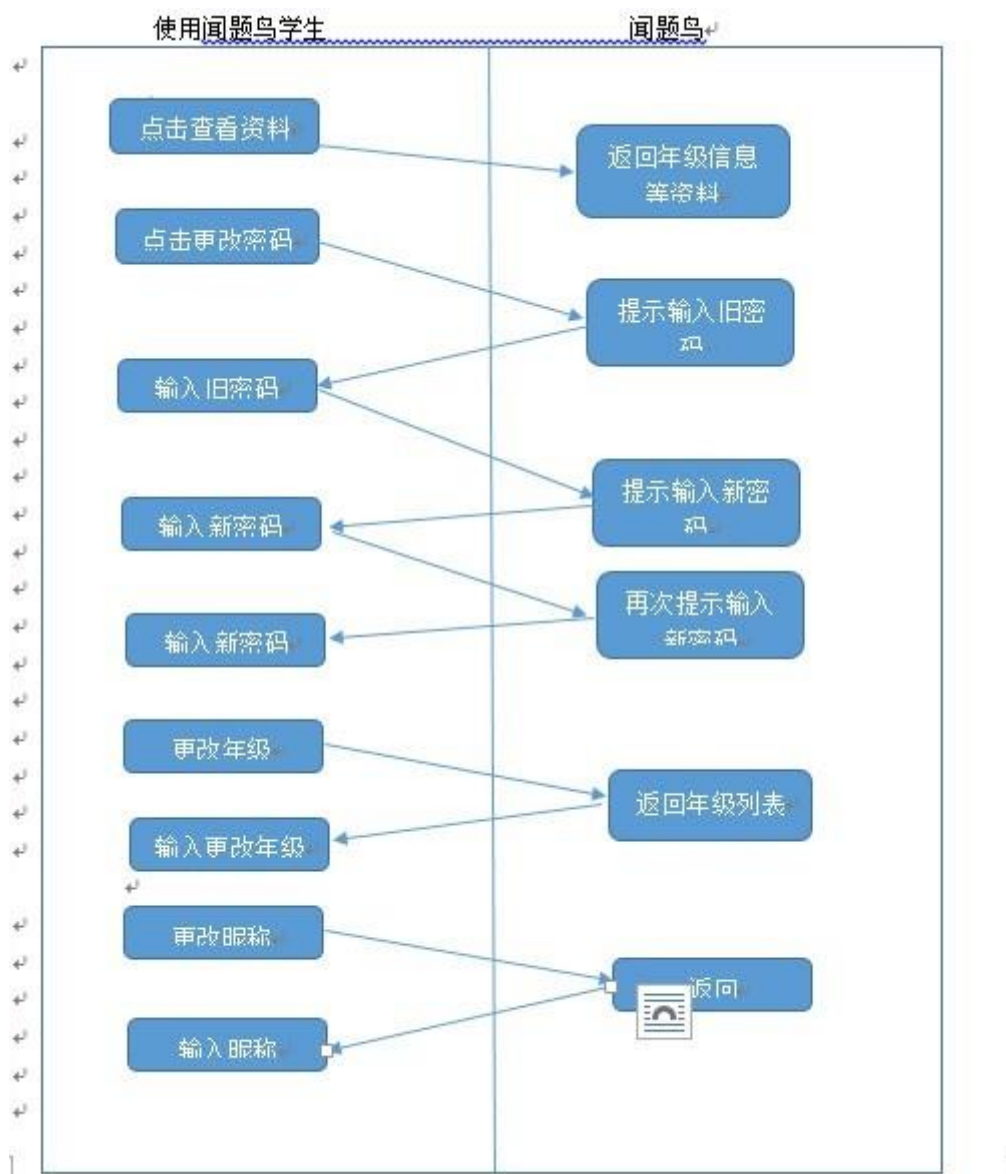 使用闻题鸟学生 闻题鸟
点击查看资料
返回年级信息
等资料
点击更改密码
提示输入旧密
码
输入旧密码
提示输入新密
码
输入新密码
再次提示输入
新密码
输入新密码
更改年级
返回年级列表
输入更改年级
更改昵称
返回
输入昵称